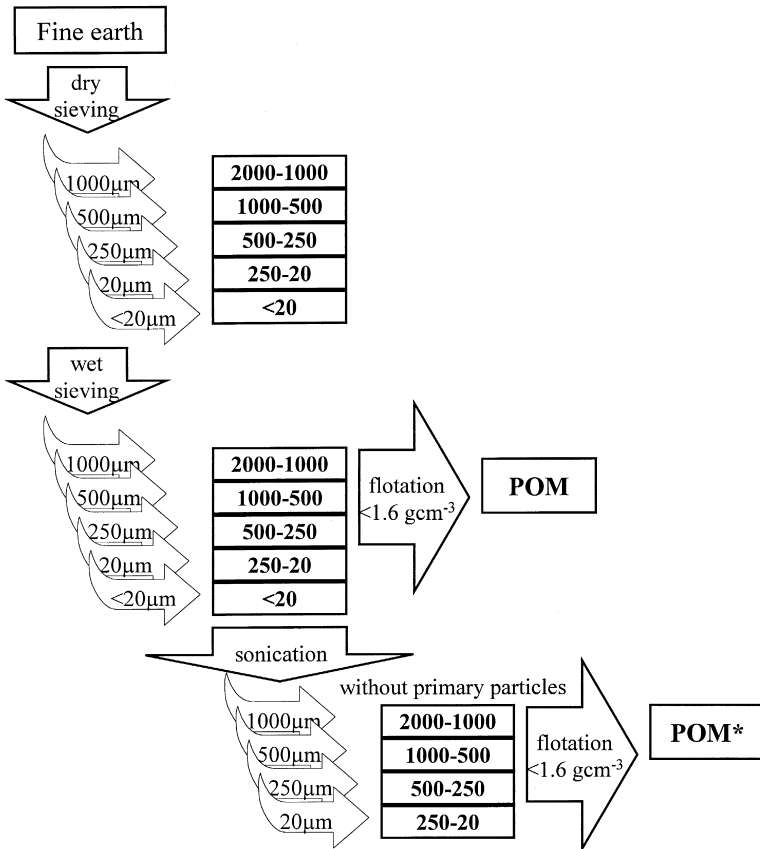 Fine earth
dry
sieving
1000µm
500µm
250µm
20µm
<20µm
2000-1000
1000-500
500-250
250-20
<20
wet
sieving
1000µm
500µm
250µm
20µm
<20µm
2000-1000
1000-500
500-250
250-20
<20
flotation
<1.6 gcm⁻³
POM
sonication
without primary particles
1000µm
500µm
250µm
20µm
2000-1000
1000-500
500-250
250-20
flotation
<1.6 gcm⁻³
POM*